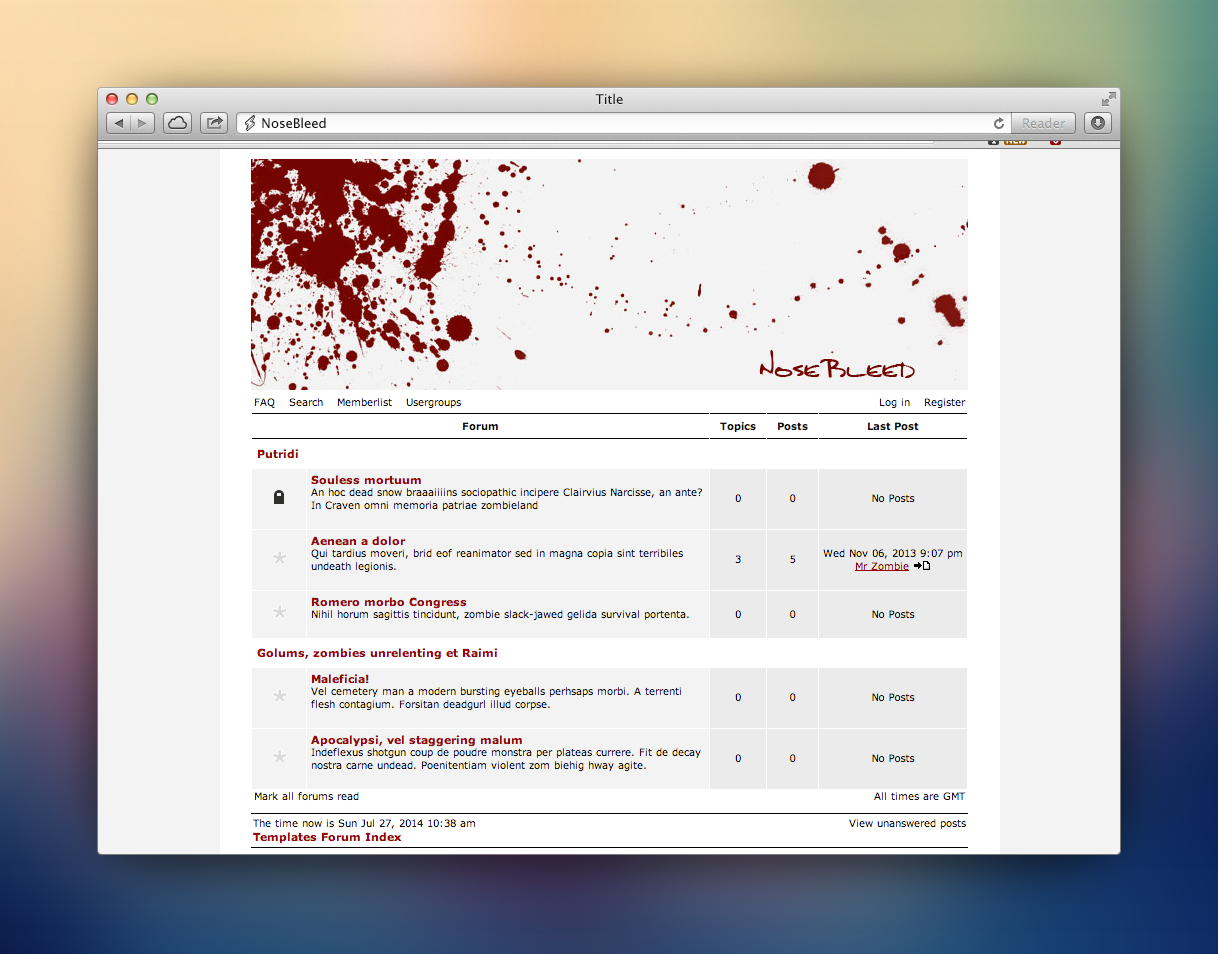 Title
NoseBleed
Reader
NOSEBLEED
FAQ Search Memberlist Usergroups Log in Register
Forum Topics Posts Last Post
Putridi
Souless mortuum
An hoc dead snow braaaiiiins sociopathic incipere Clairvius Narcisse, an ante?
In Craven omni memoria patriae zombieland
0 0 No Posts
Aenean a dolor
Qui tardius moveri, brid eof reanimator sed in magna copia sint terribiles
undeath legionis.
3 5 Wed Nov 06, 2013 9:07 pm
Mr Zombie
Romero morbo Congress
Nihil horum sagittis tincidunt, zombie slack-jawed gelida survival portenta.
0 0 No Posts
Golums, zombies unrelenting et Raimi
Maleficia!
Vel cemetery man a modern bursting eyeballs perhsaps morbi. A terrenti
flesh contagium. Forsitan deadgurl illud corpse.
0 0 No Posts
Apocalypsi, vel staggering malum
Indeflexus shotgun coup de poudre monstra per plateas currere. Fit de decay
nostra carne undead. Poenitentiam violent zom biehig hway agite.
0 0 No Posts
Mark all forums read All times are GMT
The time now is Sun Jul 27, 2014 10:38 am View unanswered posts
Templates Forum Index